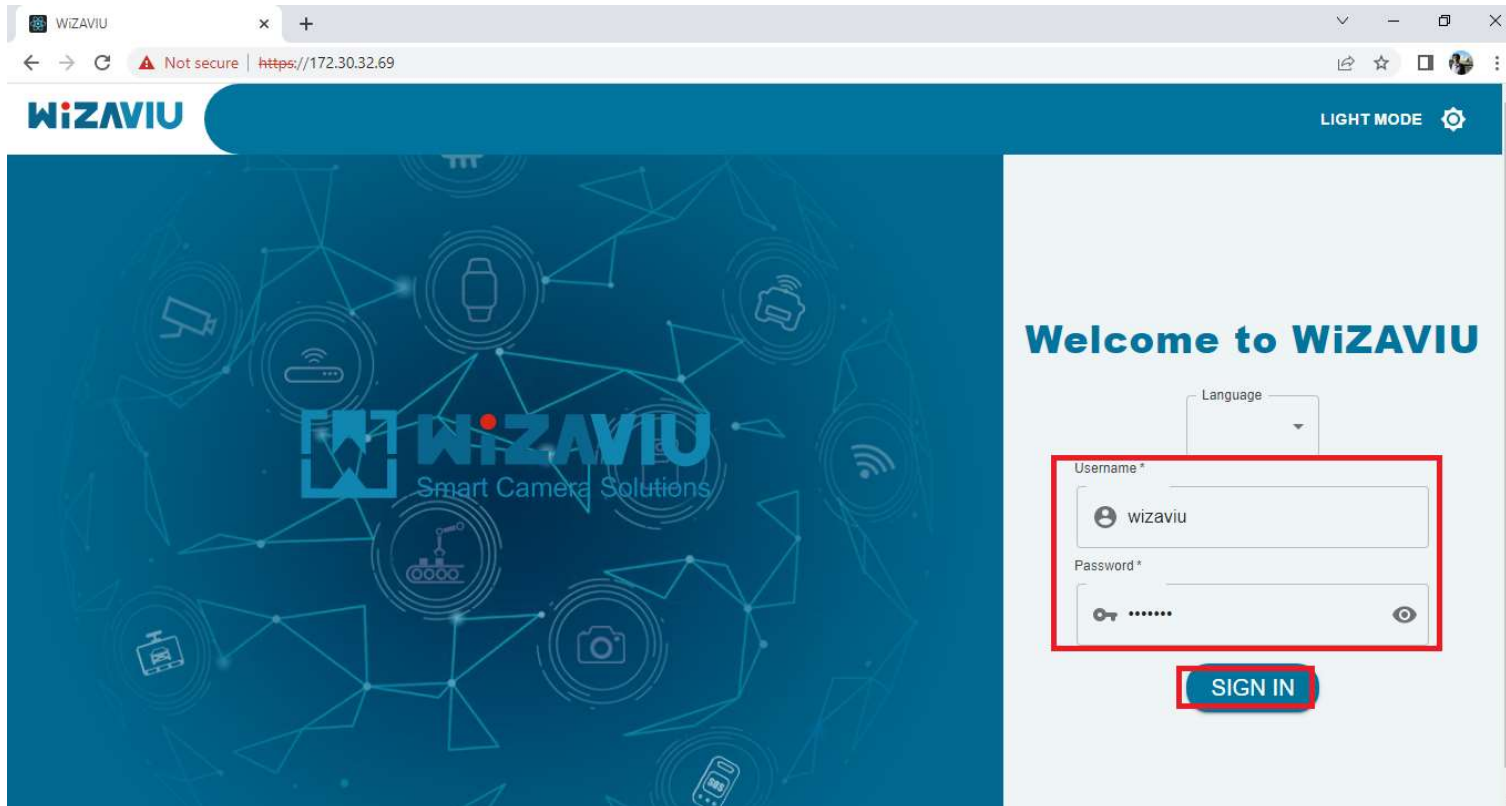 WiZAVIU
Not secure | https://172.30.32.69
WiZAVIU
LIGHT MODE
Welcome to WiZAVIU
Language
WiZAVIU
Smart Camera Solutions
Username *
wizaviu
Password *
•••••••
SIGN IN
SOS